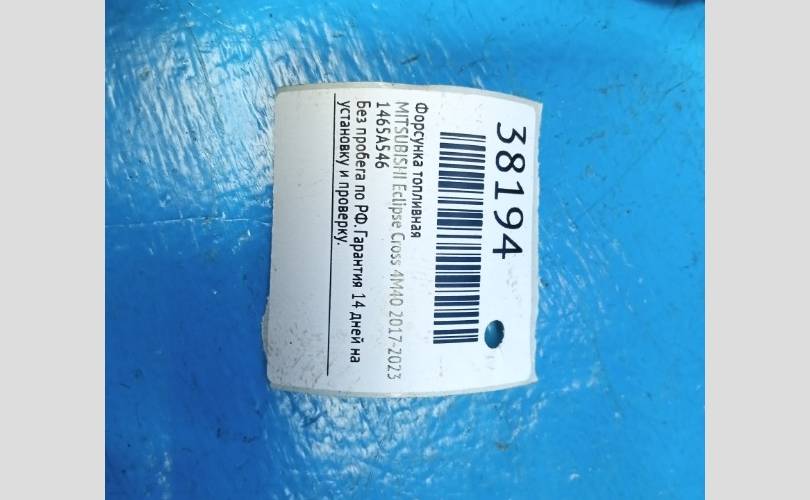 38194
Форсунка топливная
MITSUBISHI Eclipse Cross 4M40 2017-2023
1465A546
Без пробега по РФ. Гарантия 14 дней на
установку и проверку.